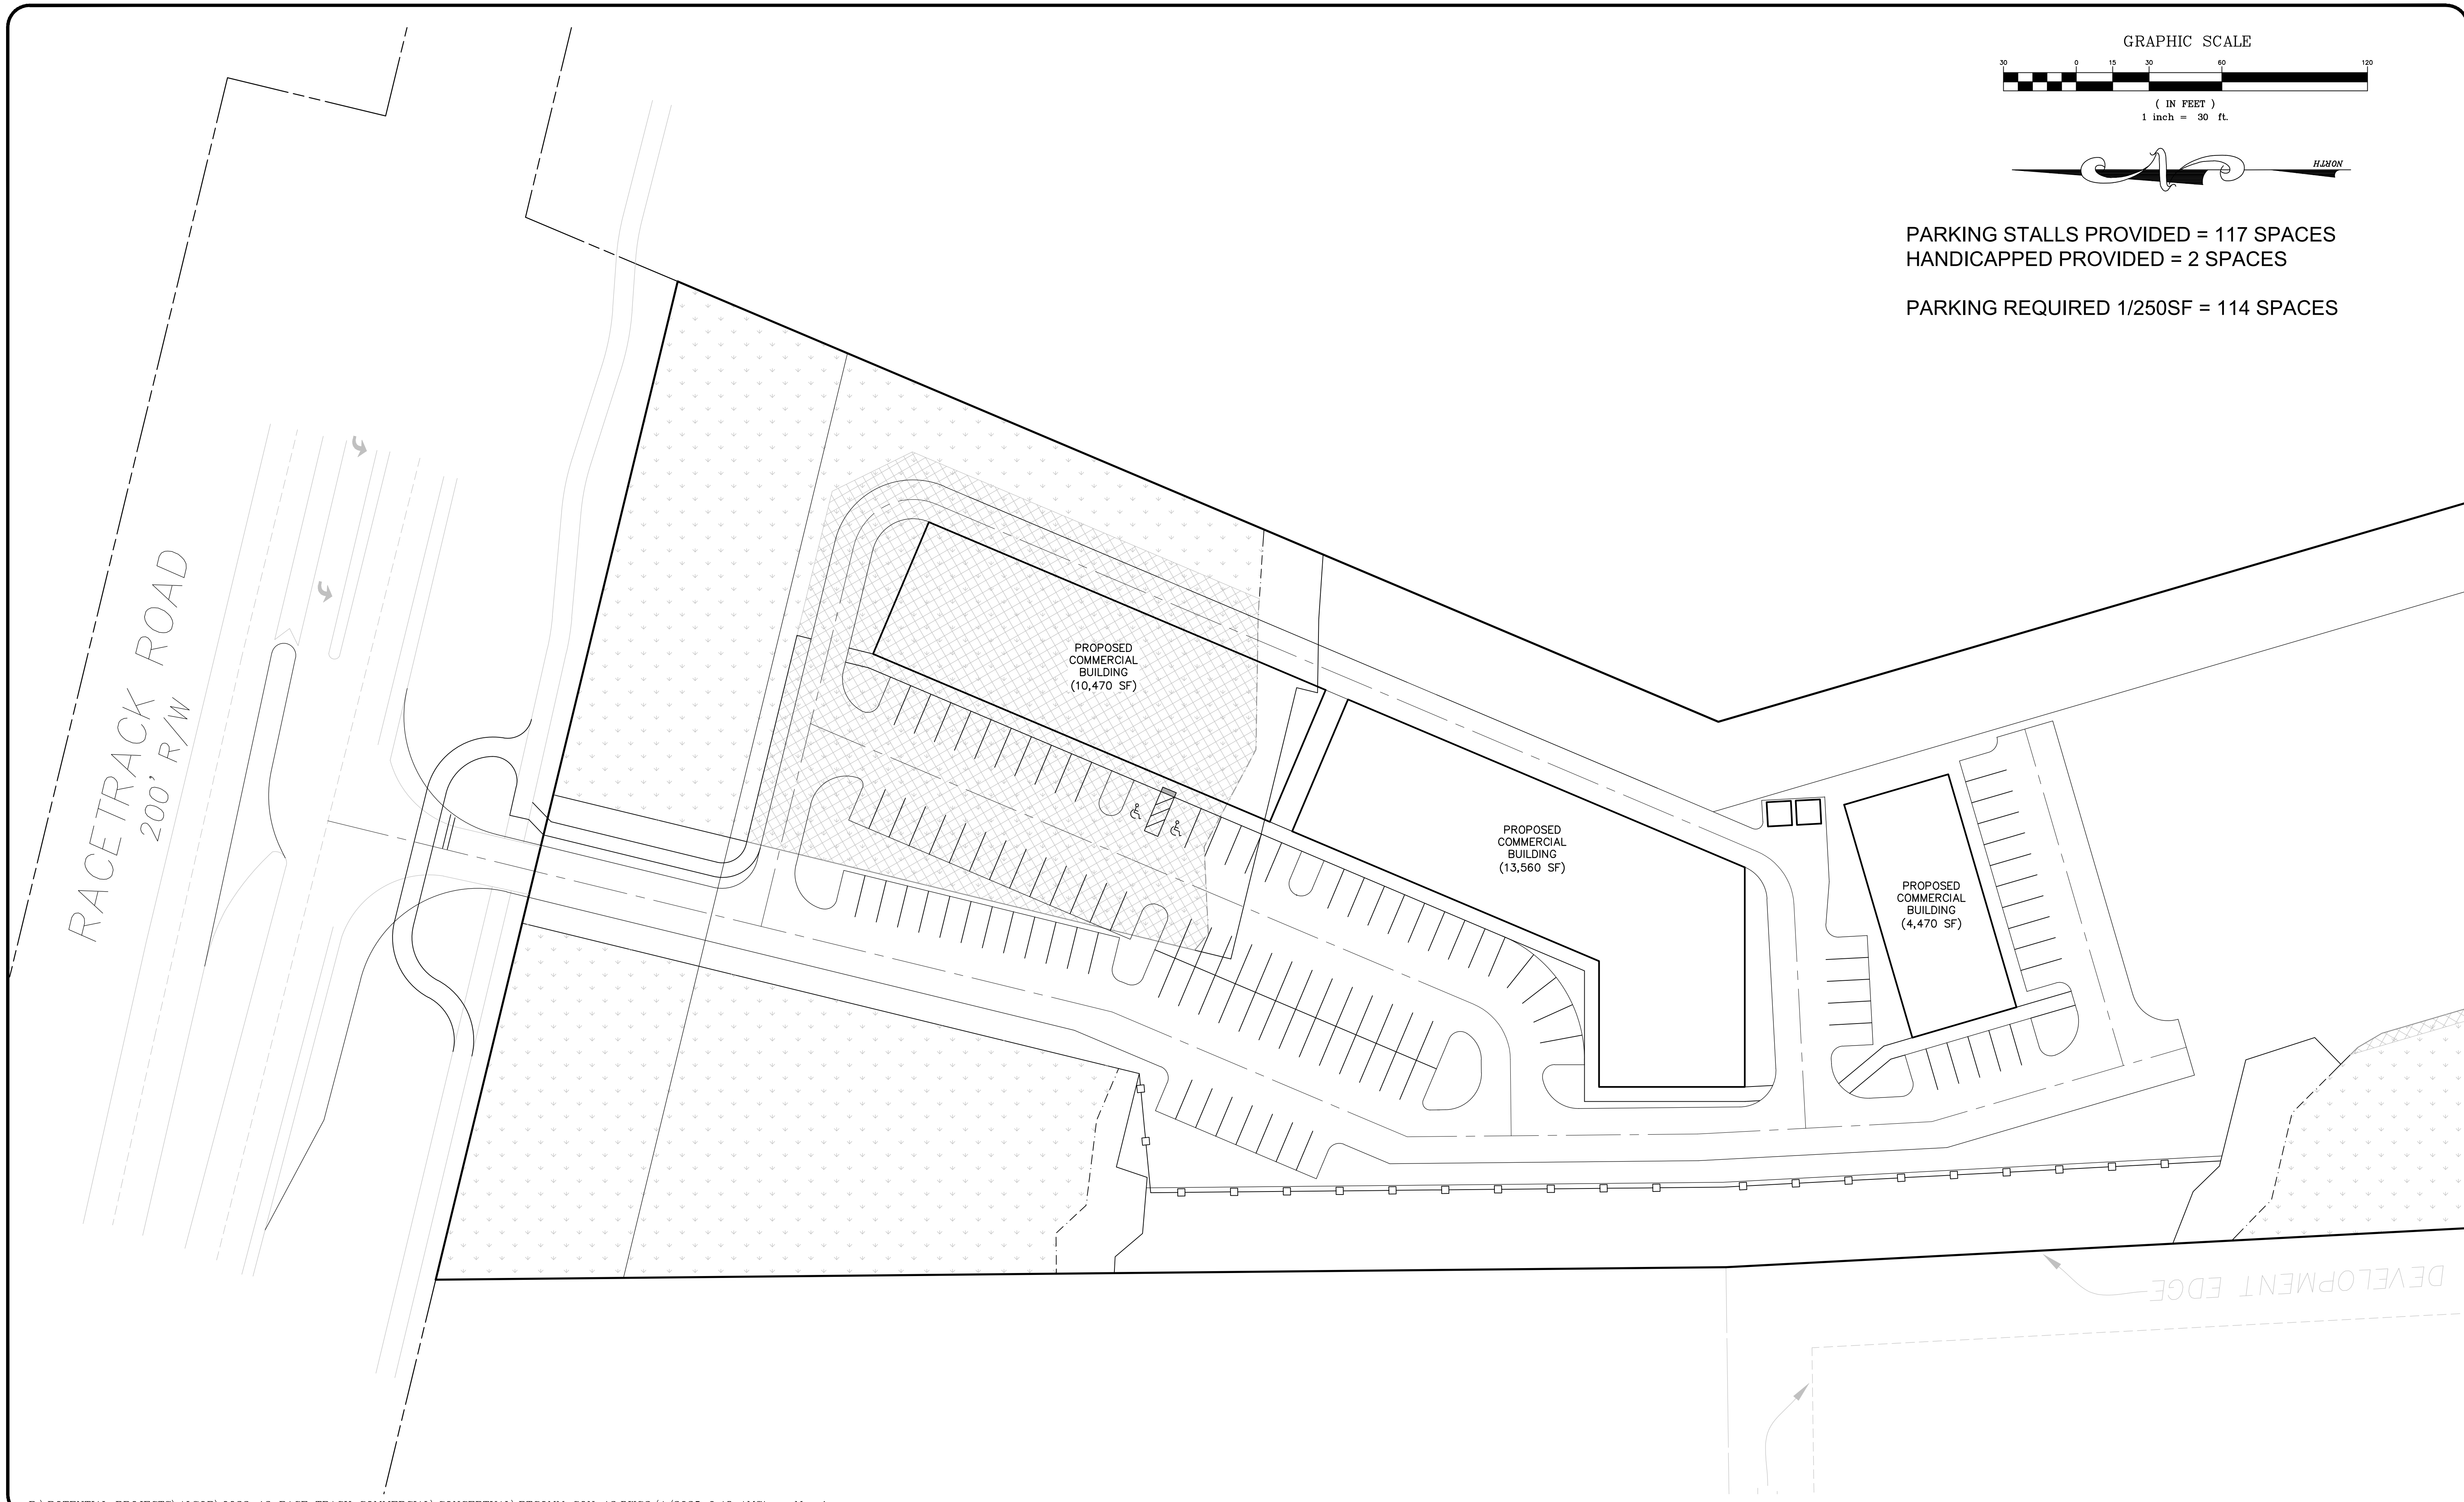 GRAPHIC SCALE
30 0 15 30 60 120
( IN FEET )
1 inch = 30 ft.
NORTH
PARKING STALLS PROVIDED = 117 SPACES
HANDICAPPED PROVIDED = 2 SPACES
PARKING REQUIRED 1/250SF = 114 SPACES
RACETRACK ROAD
200' R/W
PROPOSED
COMMERCIAL
BUILDING
(10,470 SF)
PROPOSED
COMMERCIAL
BUILDING
(13,560 SF)
PROPOSED
COMMERCIAL
BUILDING
(4,470 SF)
DEVELOPMENT EDGE